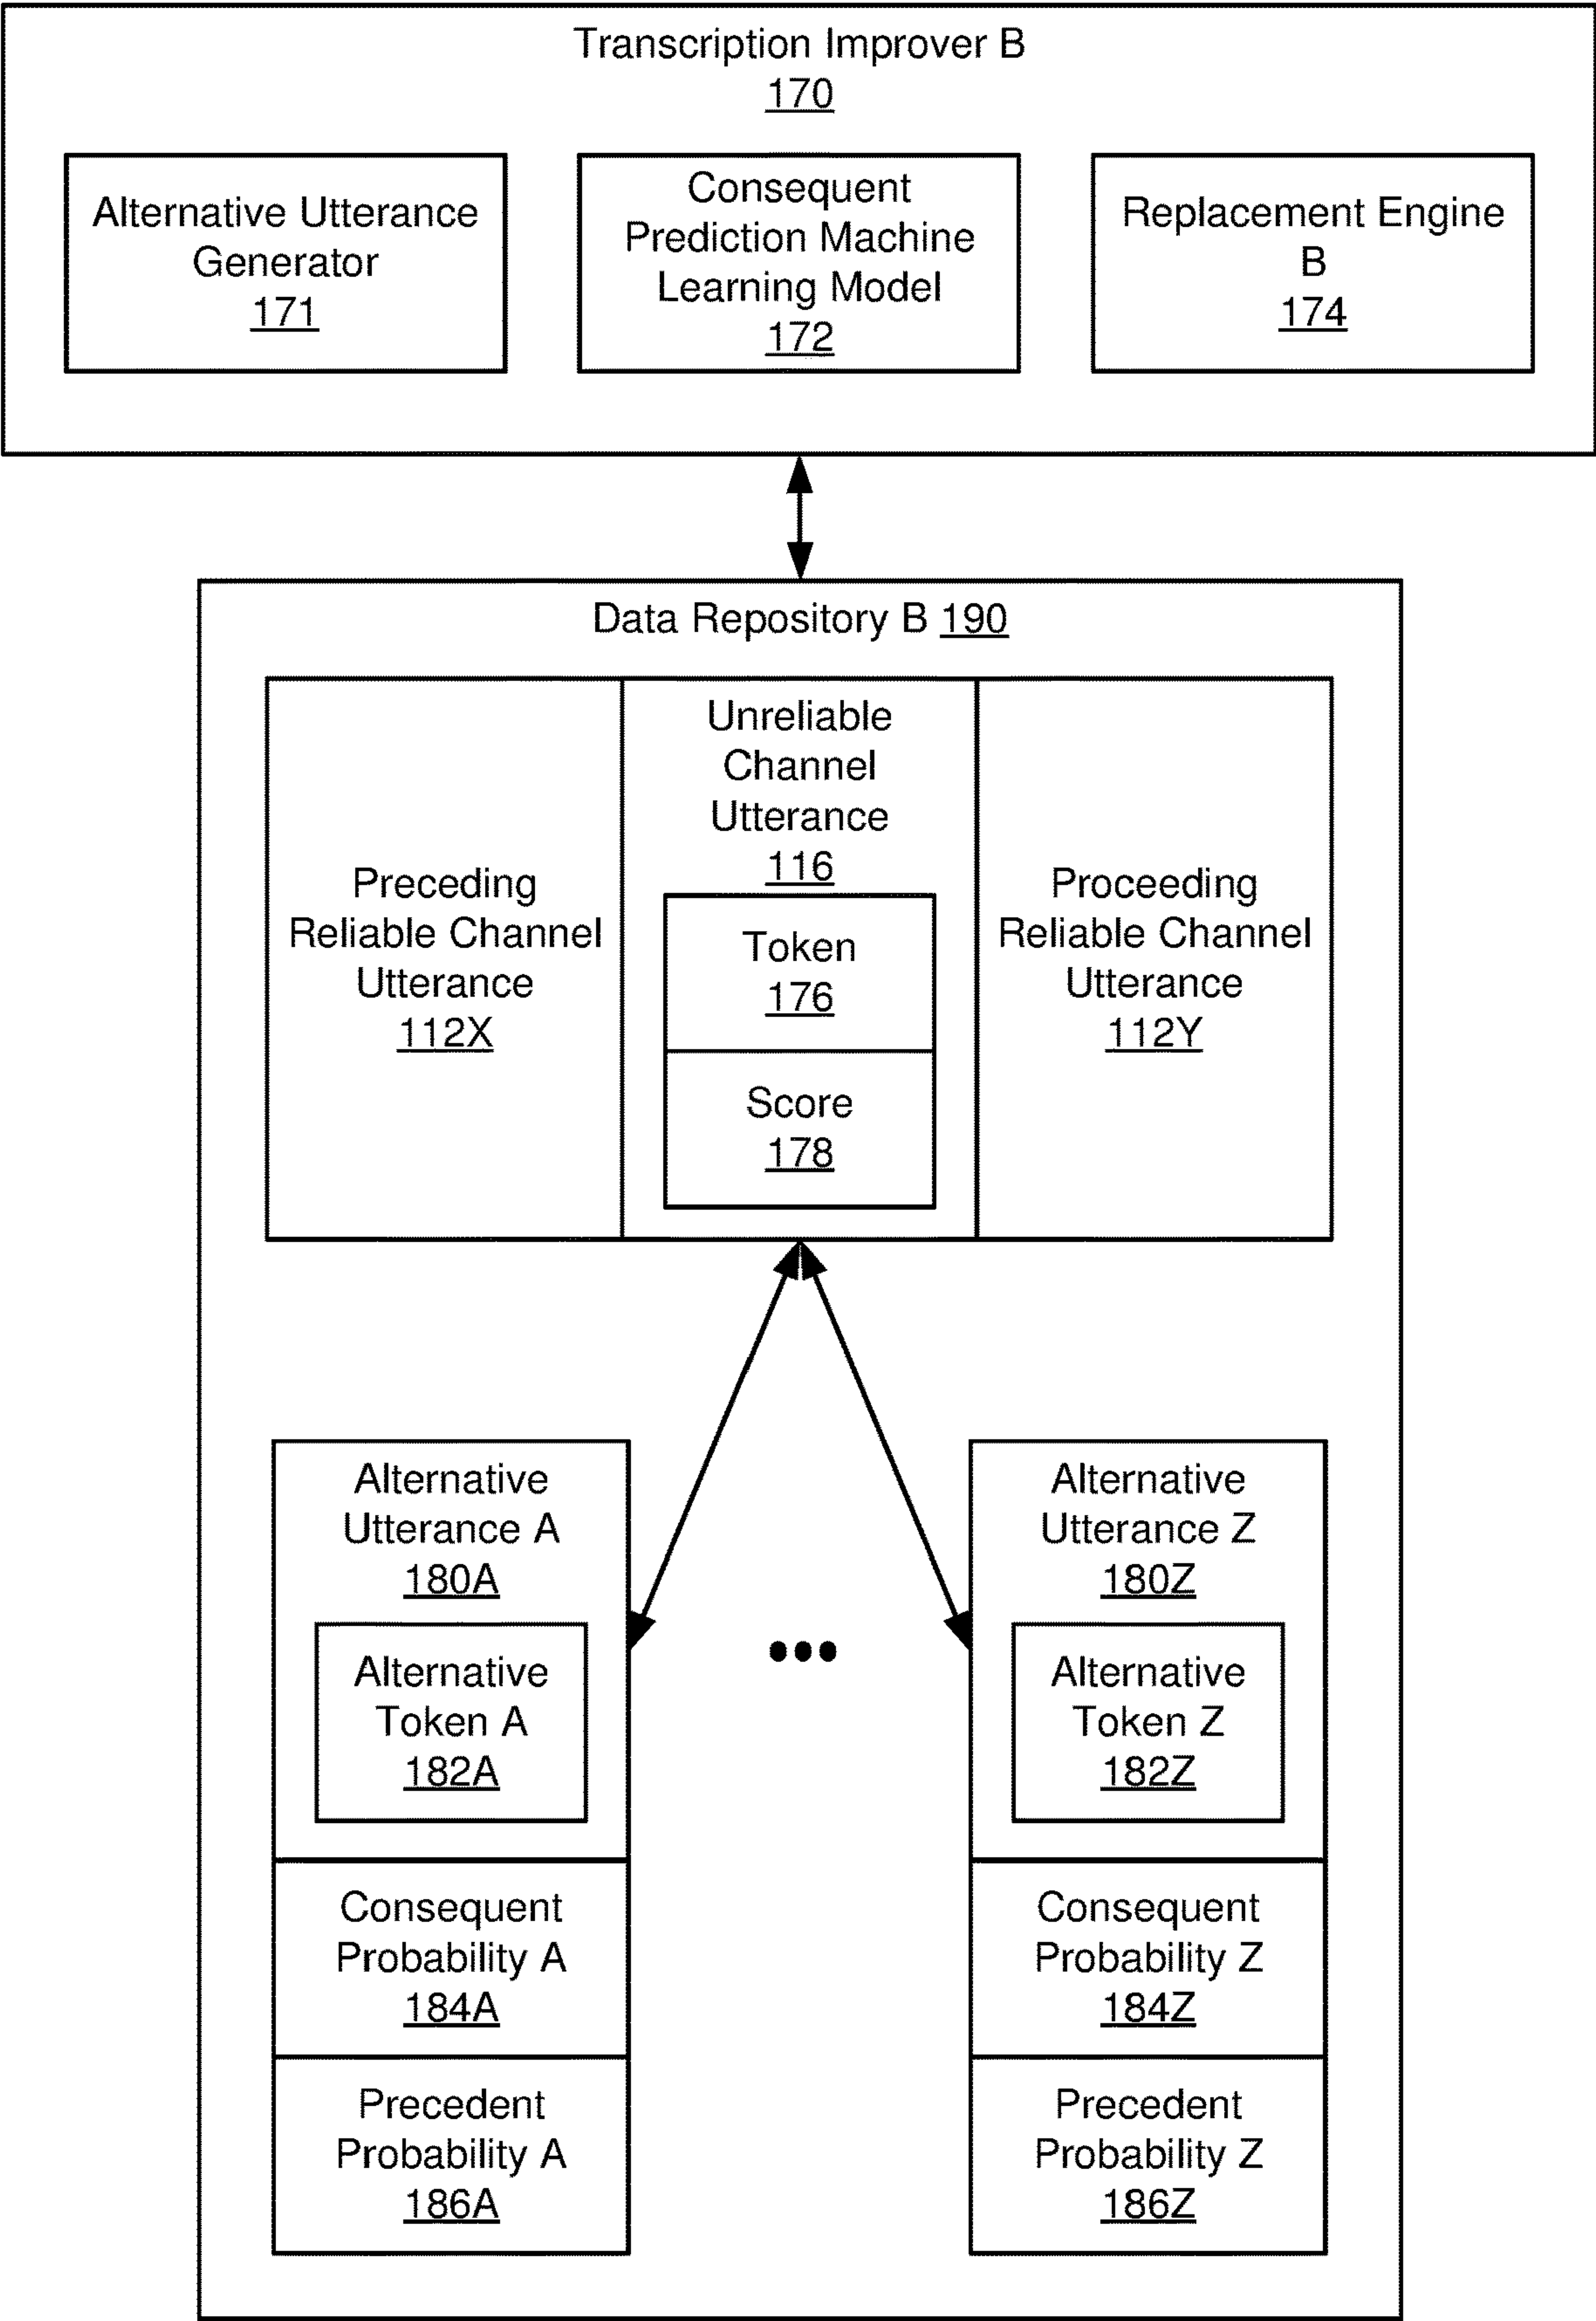 Transcription Improver B
170
Alternative Utterance
Generator
171
Consequent
Prediction Machine
Learning Model
172
Replacement Engine
B
174
Data Repository B 190
Preceding
Reliable Channel
Utterance
112X
Unreliable
Channel
Utterance
116
Token
176
Score
178
Proceeding
Reliable Channel
Utterance
112Y
Alternative
Utterance A
180A
Alternative
Token A
182A
Consequent
Probability A
184A
Precedent
Probability A
186A
•••
Alternative
Utterance Z
180Z
Alternative
Token Z
182Z
Consequent
Probability Z
184Z
Precedent
Probability Z
186Z